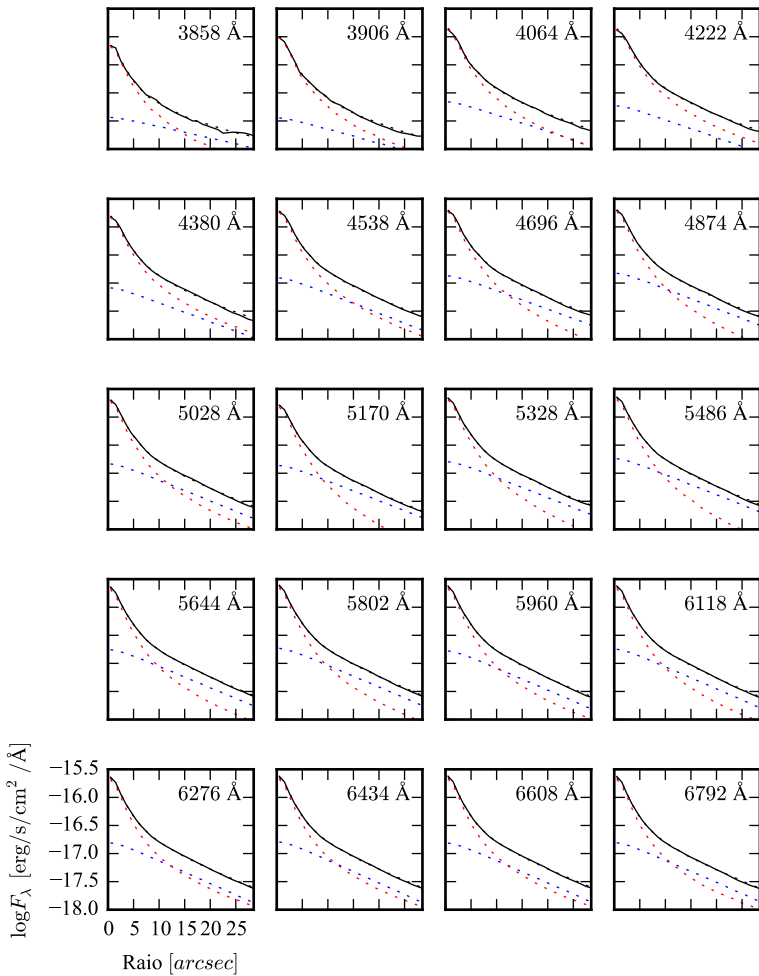 3858 Å 3906 Å 4064 Å 4222 Å
4380 Å 4538 Å 4696 Å 4874 Å
5028 Å 5170 Å 5328 Å 5486 Å
5644 Å 5802 Å 5960 Å 6118 Å
6276 Å 6434 Å 6608 Å 6792 Å
logFλ [erg/s/cm² /Å]
−15.5
−16.0
−16.5
−17.0
−17.5
−18.0
0 5 10 15 20 25
Raio [arcsec]